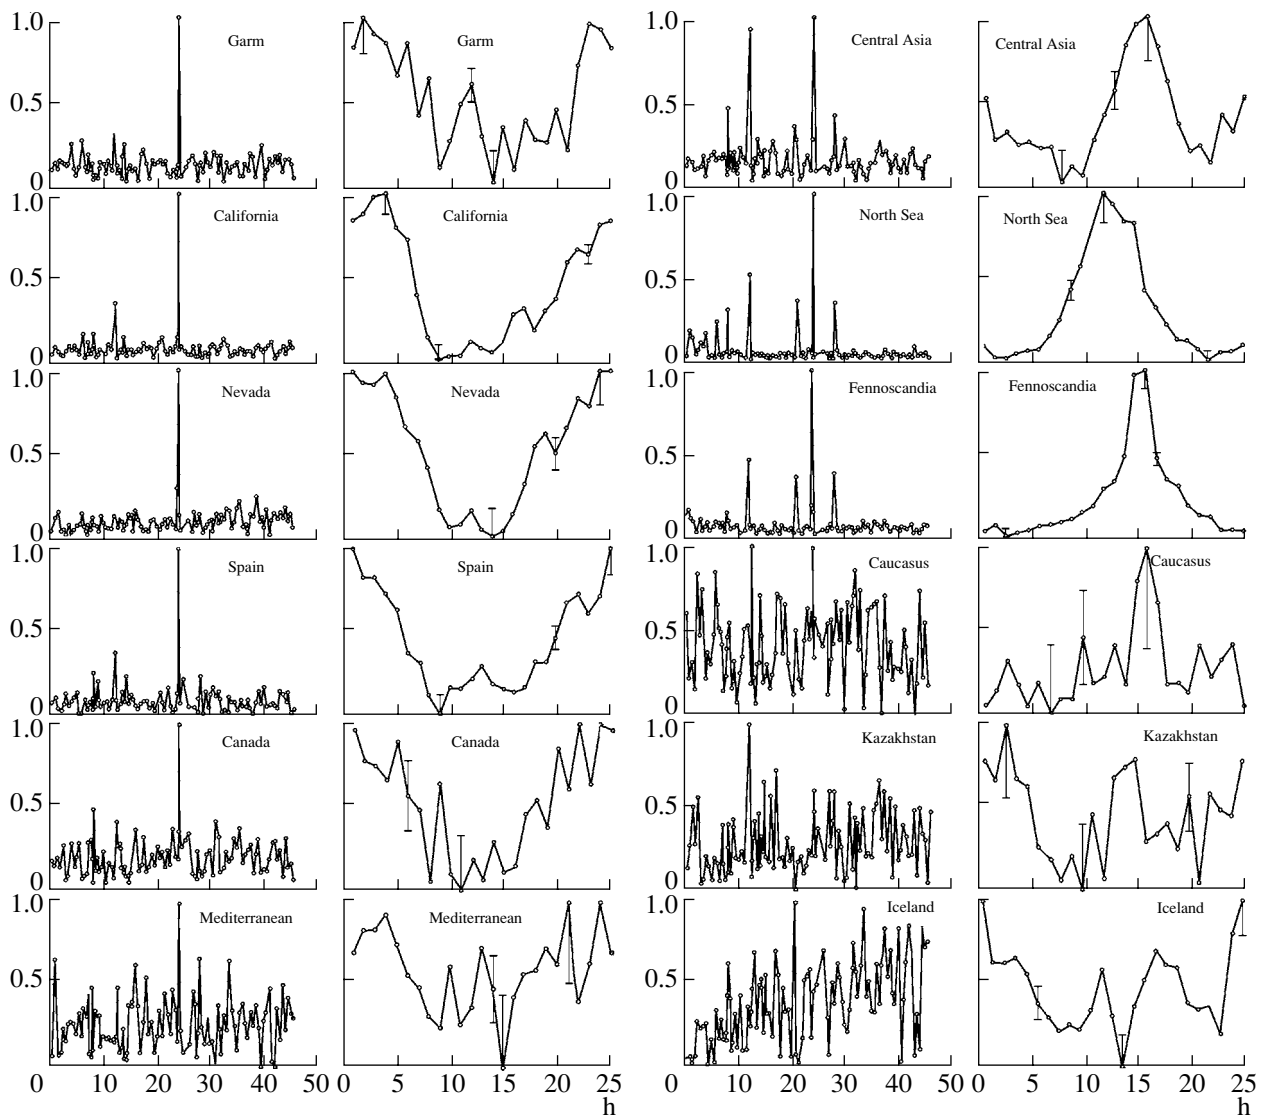 1.0 Garm Garm 1.0 Central Asia Central Asia
0.5 0.5
0 0
1.0 California California 1.0 North Sea North Sea
0.5 0.5
0 0
1.0 Nevada Nevada 1.0 Fennoscandia Fennoscandia
0.5 0.5
0 0
1.0 Spain Spain 1.0 Caucasus Caucasus
0.5 0.5
0 0
1.0 Canada Canada 1.0 Kazakhstan Kazakhstan
0.5 0.5
0 0
1.0 Mediterranean Mediterranean 1.0 Iceland Iceland
0.5 0.5
0 10 20 30 40 50 0 5 10 15 20 25 0 10 20 30 40 50 0 5 10 15 20 25
h h